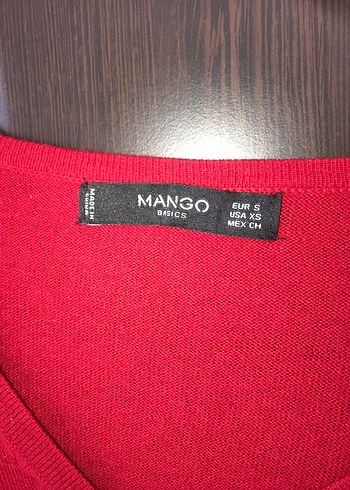 MANGO
BASICS
EUR S
USA XS
MEX CH
MADE IN